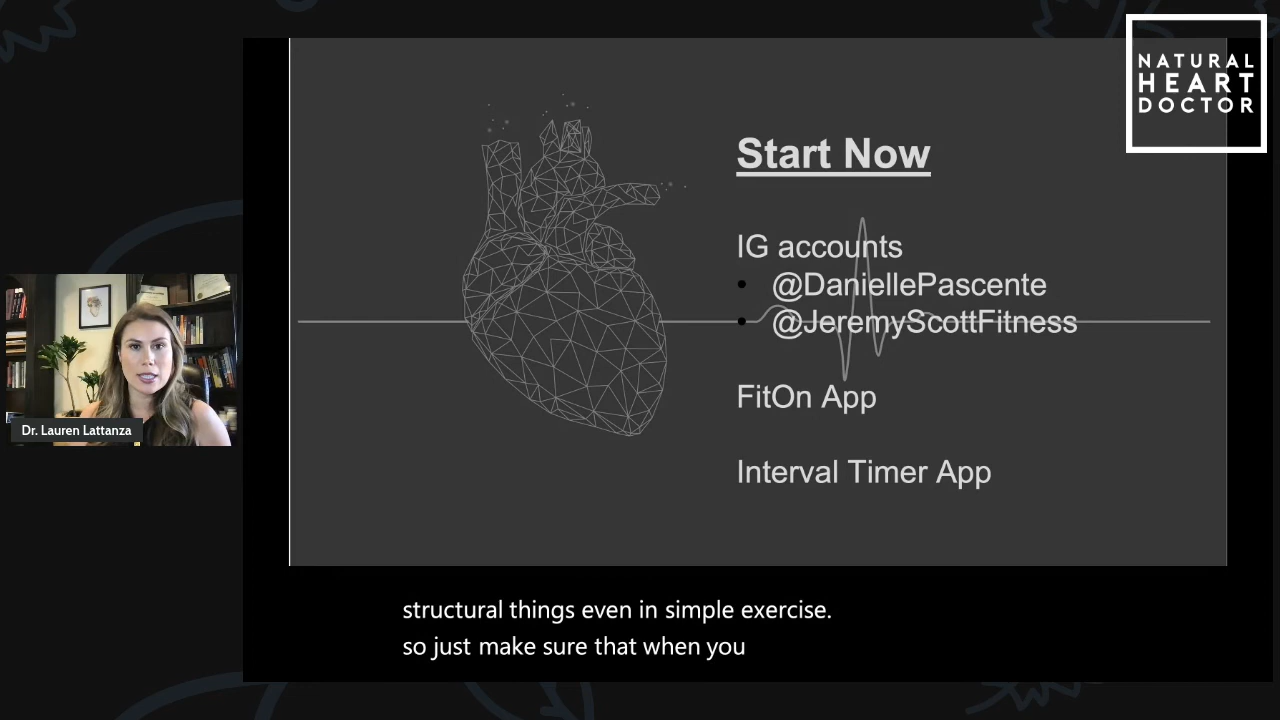 NATURAL
HEART
DOCTOR
Start Now
IG accounts
• @DaniellePascente
• @JeremyScottFitness
FitOn App
Interval Timer App
Dr. Lauren Lattanza
structural things even in simple exercise.
so just make sure that when you